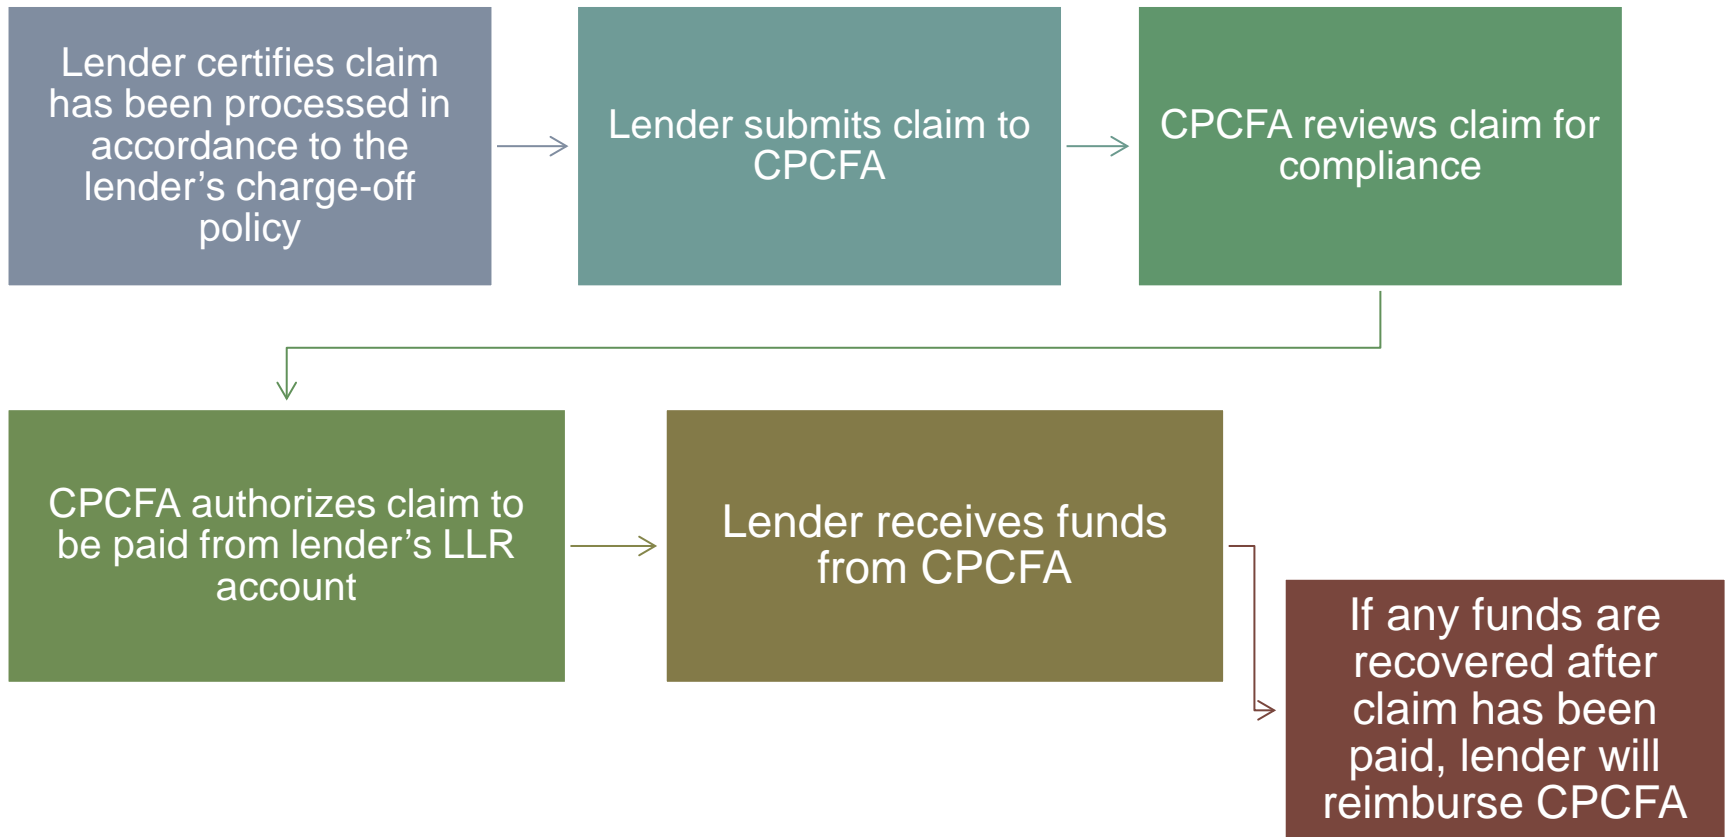 Lender certifies claim
has been processed in
accordance to the
lender’s charge-off
policy
Lender submits claim to
CPCFA
CPCFA reviews claim for
compliance
CPCFA authorizes claim to
be paid from lender’s LLR
account
Lender receives funds
from CPCFA
If any funds are
recovered after
claim has been
paid, lender will
reimburse CPCFA